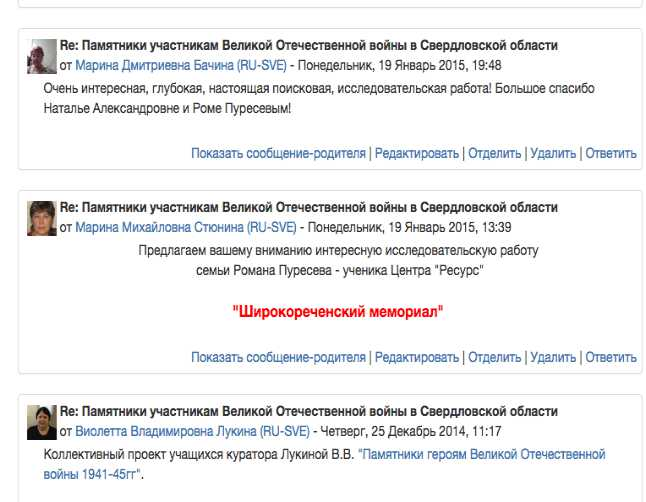 Re: Памятники участникам Великой Отечественной войны в Свердловской области
от Марина Дмитриевна Бачина (RU-SVE) - Понедельник, 19 Январь 2015, 19:48
Очень интересная, глубокая, настоящая поисковая, исследовательская работа! Большое спасибо
Наталье Александровне и Роме Пуресевым!
Показать сообщение-родителя | Редактировать | Отделить | Удалить | Ответить
Re: Памятники участникам Великой Отечественной войны в Свердловской области
от Марина Михайловна Стюнина (RU-SVE) - Понедельник, 19 Январь 2015, 13:39
Предлагаем вашему вниманию интересную исследовательскую работу
семьи Романа Пуресева - ученика Центра "Ресурс"
"Широкореченский мемориал"
Показать сообщение-родителя | Редактировать | Отделить | Удалить | Ответить
Re: Памятники участникам Великой Отечественной войны в Свердловской области
от Виолетта Владимировна Лукина (RU-SVE) - Четверг, 25 Декабрь 2014, 11:17
Коллективный проект учащихся куратора Лукиной В.В. "Памятники героям Великой Отечественной
войны 1941-45гг".